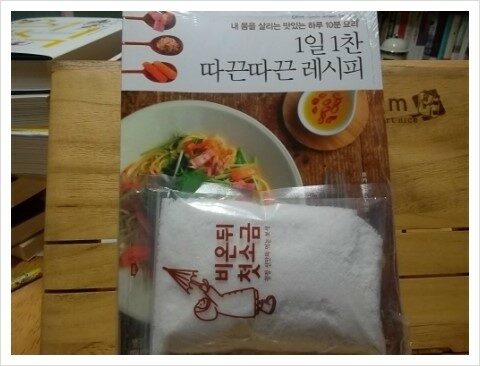 내 몸을 살리는 맛있는 하루 10분 요리
1일 1찬
따끈따끈 레시피
비온뒤
첫소금
m